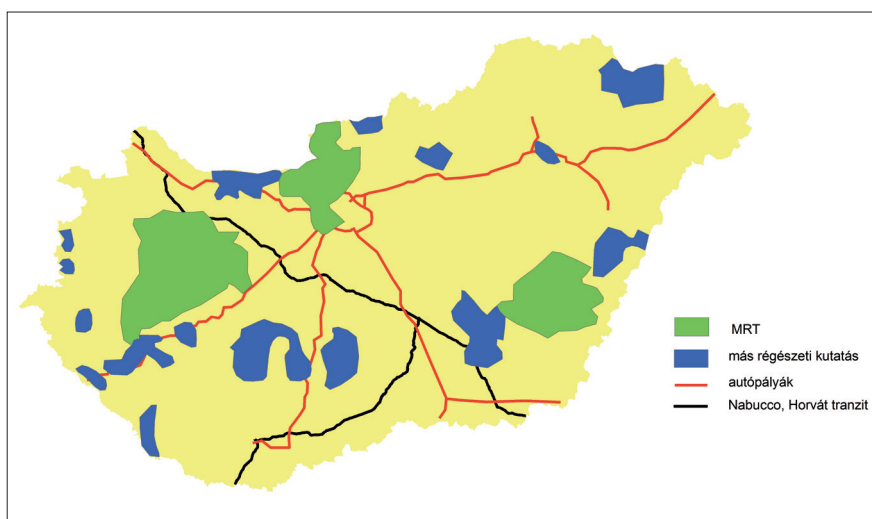 MRT
más régészeti kutatás
autópályák
Nabucco, Horvát tranzit